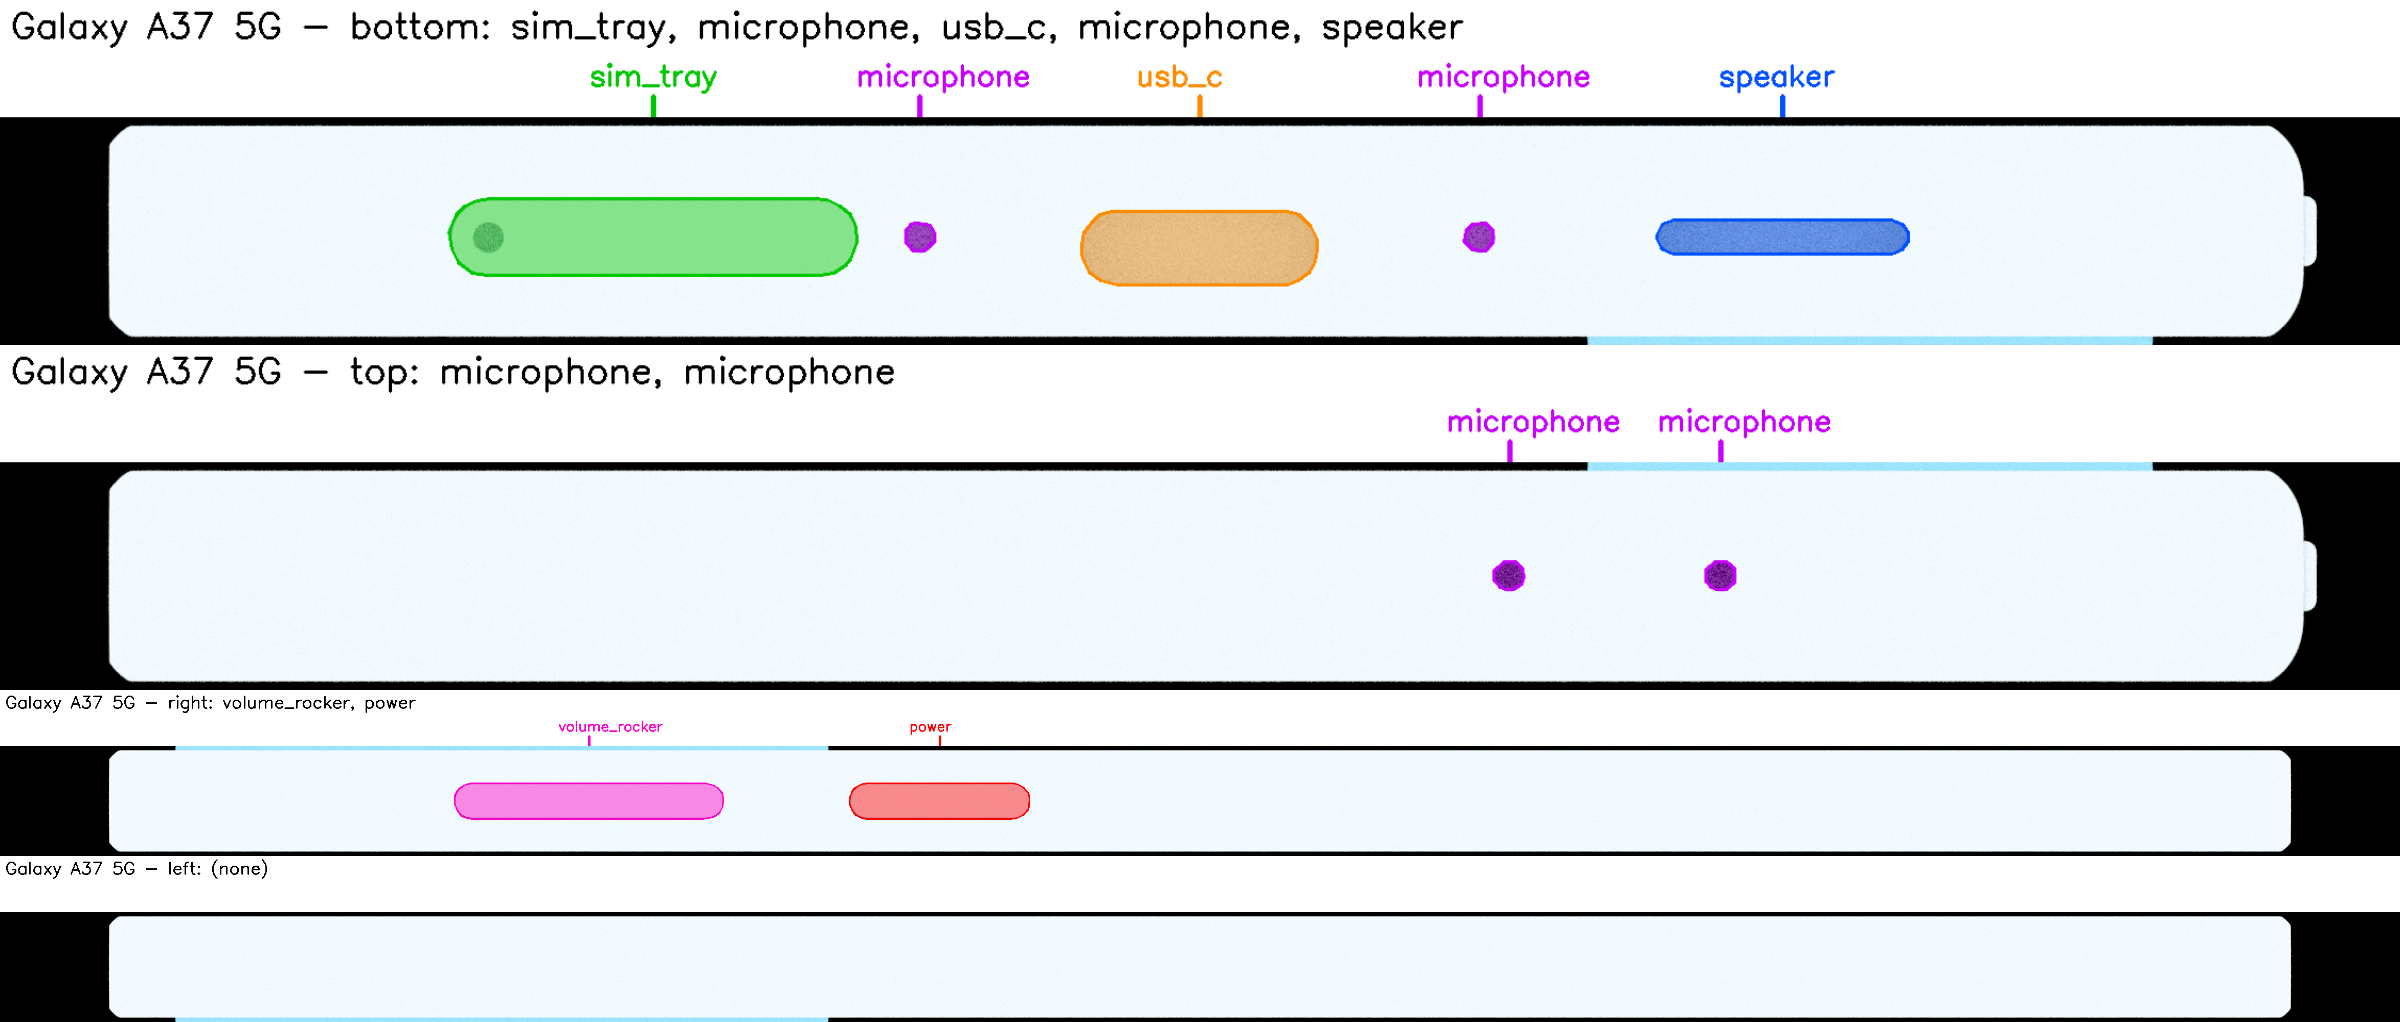 Galaxy A37 5G - bottom: sim_tray, microphone, usb_c, microphone, speaker
sim_tray microphone usb_c microphone speaker
Galaxy A37 5G - top: microphone, microphone
microphone microphone
Galaxy A37 5G - right: volume_rocker, power
volume_rocker power
Galaxy A37 5G - left: (none)